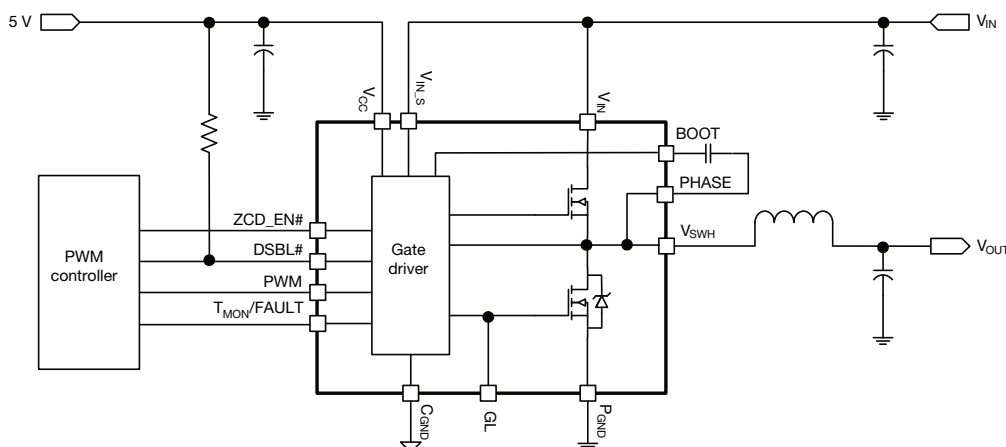 5 V
V_IN
V_CC
V_IN_S
V_IN
BOOT
PHASE
V_SWH
V_OUT
PWM
controller
ZCD_EN#
DSBL#
PWM
T_MON/FAULT
Gate
driver
C_GND
GL
P_GND